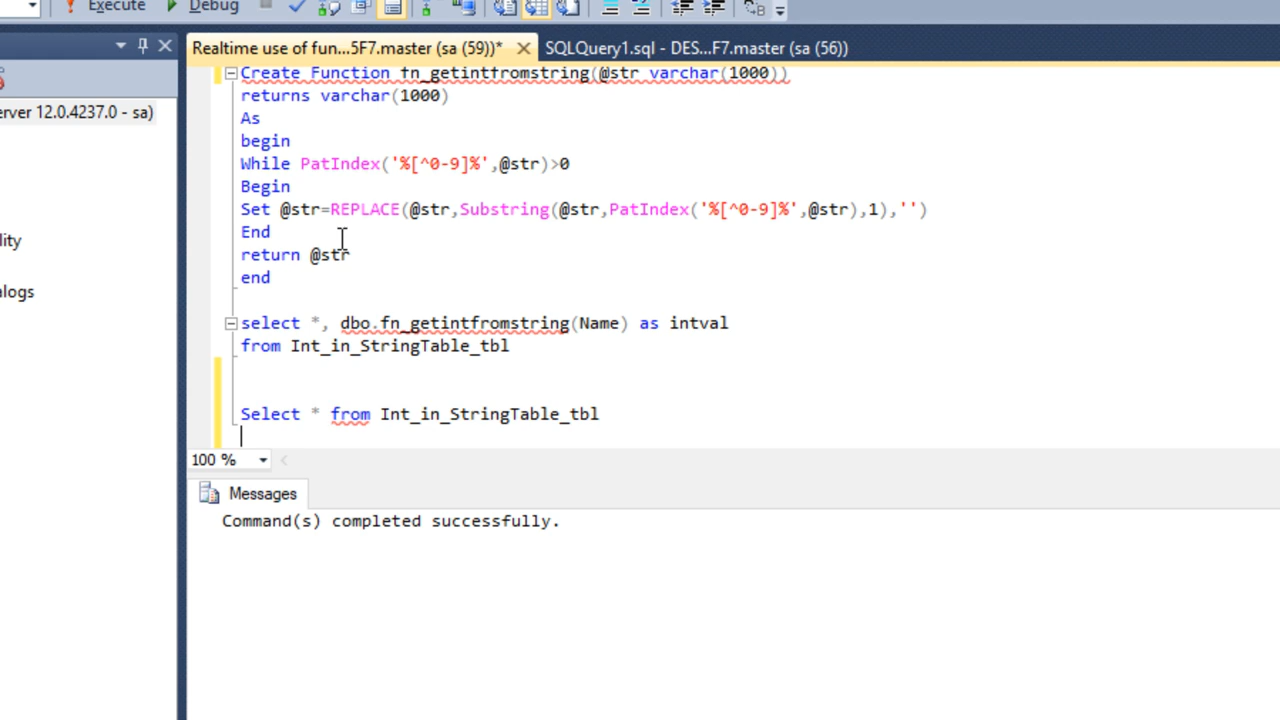 Execute Debug
Realtime use of fun...5F7.master (sa (59))* SQLQuery1.sql - DES...F7.master (sa (56))
erver 12.0.4237.0 - sa)
lity
alogs
Create Function fn_getintfromstring(@str varchar(1000))
returns varchar(1000)
As
begin
While PatIndex('%[^0-9]%',@str)>0
Begin
Set @str=REPLACE(@str,Substring(@str,PatIndex('%[^0-9]%',@str),1),'')
End
return @str
end
select *, dbo.fn_getintfromstring(Name) as intval
from Int_in_StringTable_tbl
Select * from Int_in_StringTable_tbl
100 %
Messages
Command(s) completed successfully.